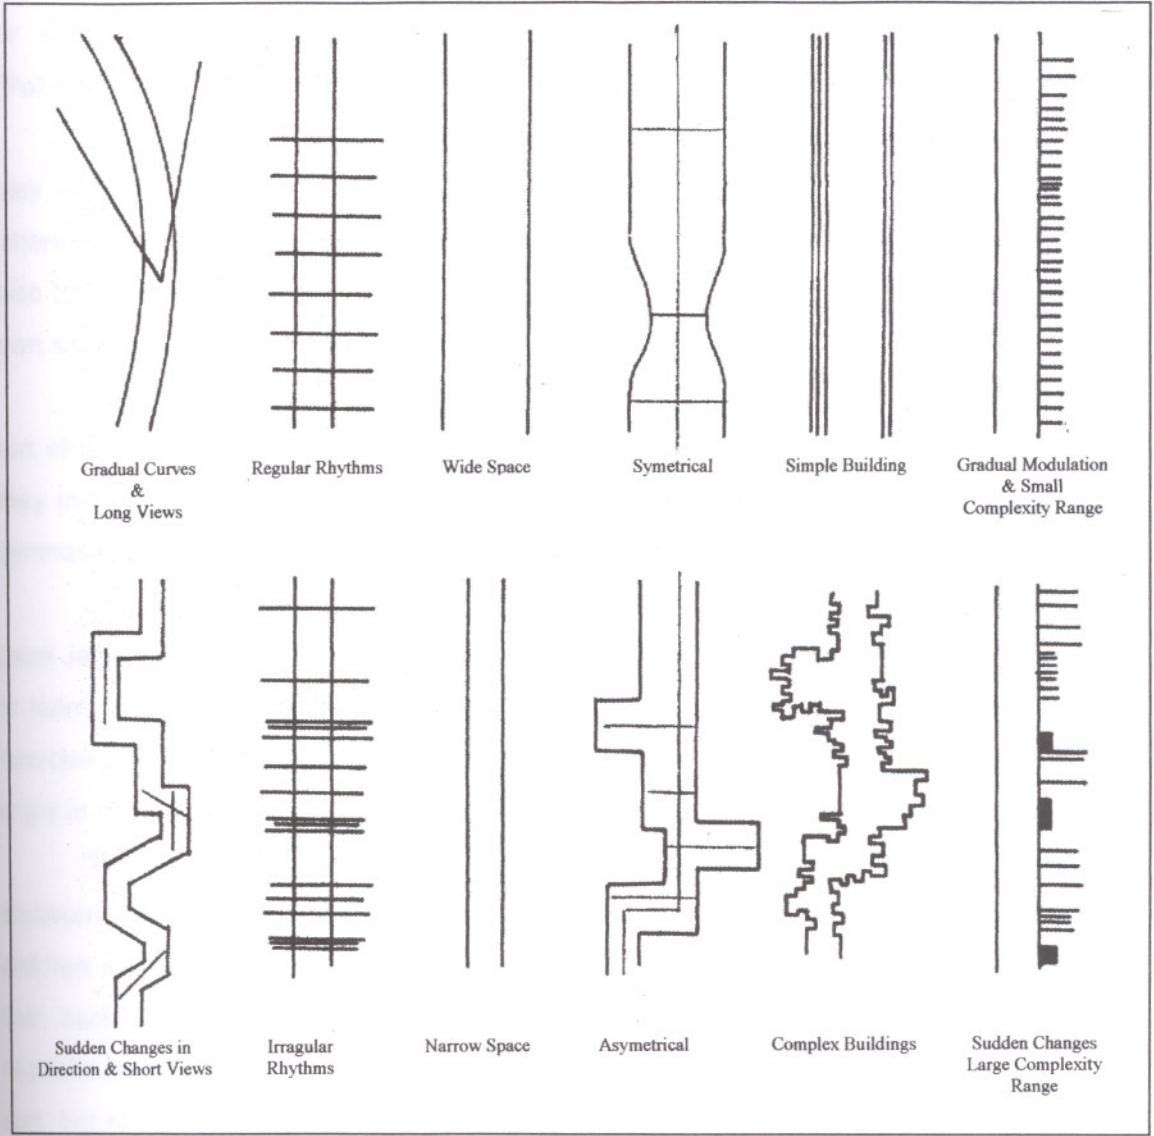 Gradual Curves
&
Long Views
Regular Rhythms
Wide Space
Symetrical
Simple Building
Gradual Modulation
& Small
Complexity Range
Sudden Changes in
Direction & Short Views
Irragular
Rhythms
Narrow Space
Asymetrical
Complex Buildings
Sudden Changes
Large Complexity
Range